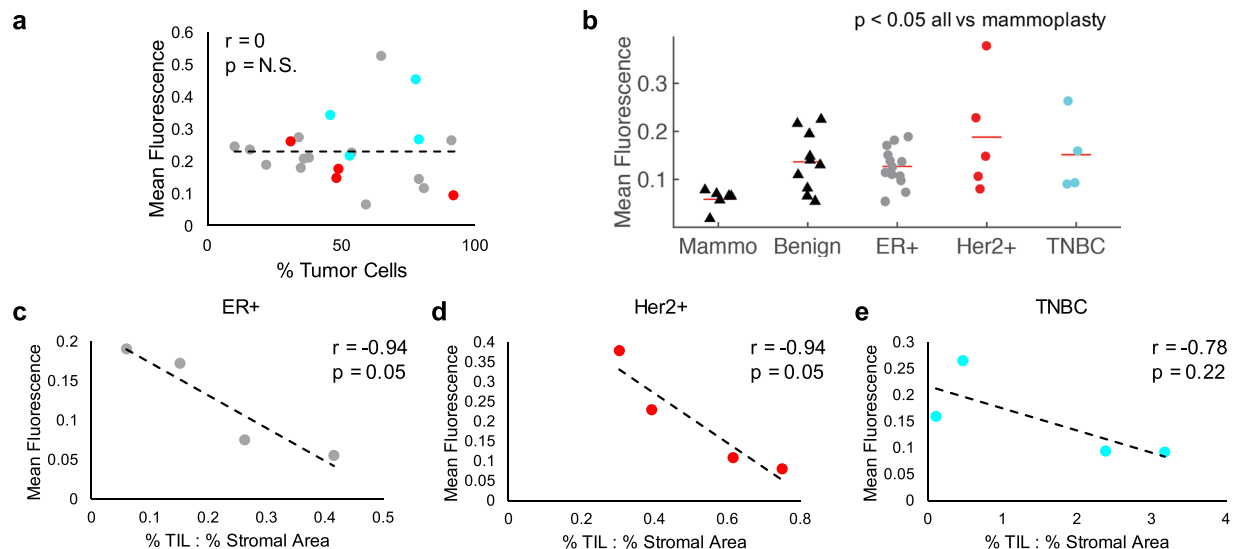 a
r = 0
p = N.S.
Mean Fluorescence
0.6
0.5
0.4
0.3
0.2
0.1
0
0
50
100
% Tumor Cells
b
p < 0.05 all vs mammoplasty
Mean Fluorescence
0.3
0.2
0.1
Mammo
Benign
ER+
Her2+
TNBC
c
ER+
r = -0.94
p = 0.05
Mean Fluorescence
0.2
0.15
0.1
0.05
0
0
0.1
0.2
0.3
0.4
0.5
% TIL : % Stromal Area
d
Her2+
r = -0.94
p = 0.05
Mean Fluorescence
0.4
0.35
0.3
0.25
0.2
0.15
0.1
0.05
0
0
0.2
0.4
0.6
0.8
% TIL : % Stromal Area
e
TNBC
r = -0.78
p = 0.22
Mean Fluorescence
0.3
0.25
0.2
0.15
0.1
0.05
0
0
1
2
3
4
% TIL : % Stromal Area